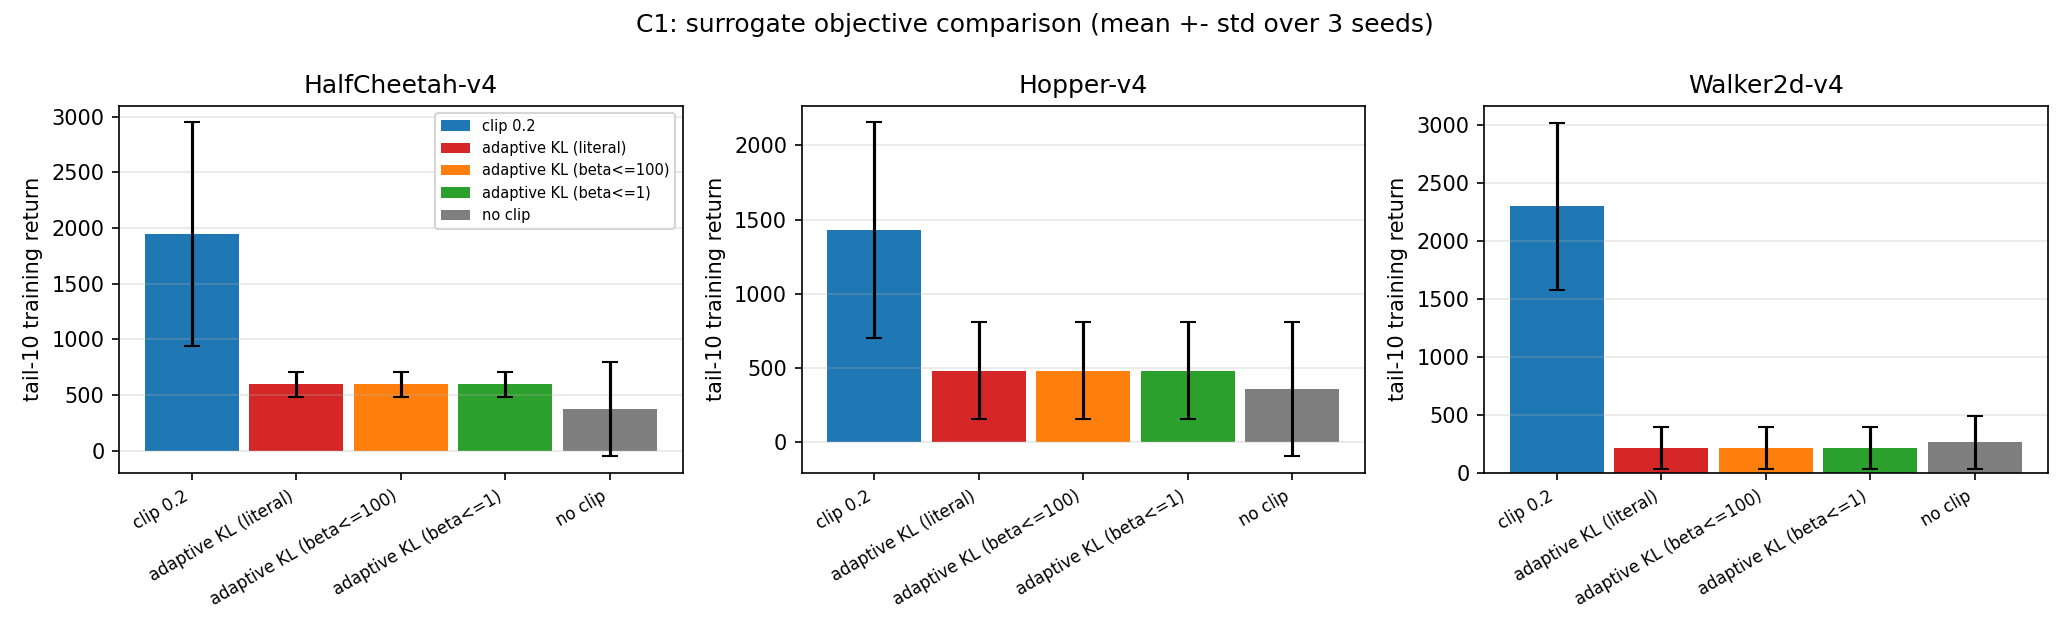 C1: surrogate objective comparison (mean +- std over 3 seeds)
HalfCheetah-v4
tail-10 training return
3000
2500
2000
1500
1000
500
0
clip 0.2
adaptive KL (literal)
adaptive KL (beta<=100)
adaptive KL (beta<=1)
no clip
clip 0.2
adaptive KL (literal)
adaptive KL (beta<=100)
adaptive KL (beta<=1)
no clip
Hopper-v4
tail-10 training return
2000
1500
1000
500
0
clip 0.2
adaptive KL (literal)
adaptive KL (beta<=100)
adaptive KL (beta<=1)
no clip
Walker2d-v4
tail-10 training return
3000
2500
2000
1500
1000
500
0
clip 0.2
adaptive KL (literal)
adaptive KL (beta<=100)
adaptive KL (beta<=1)
no clip